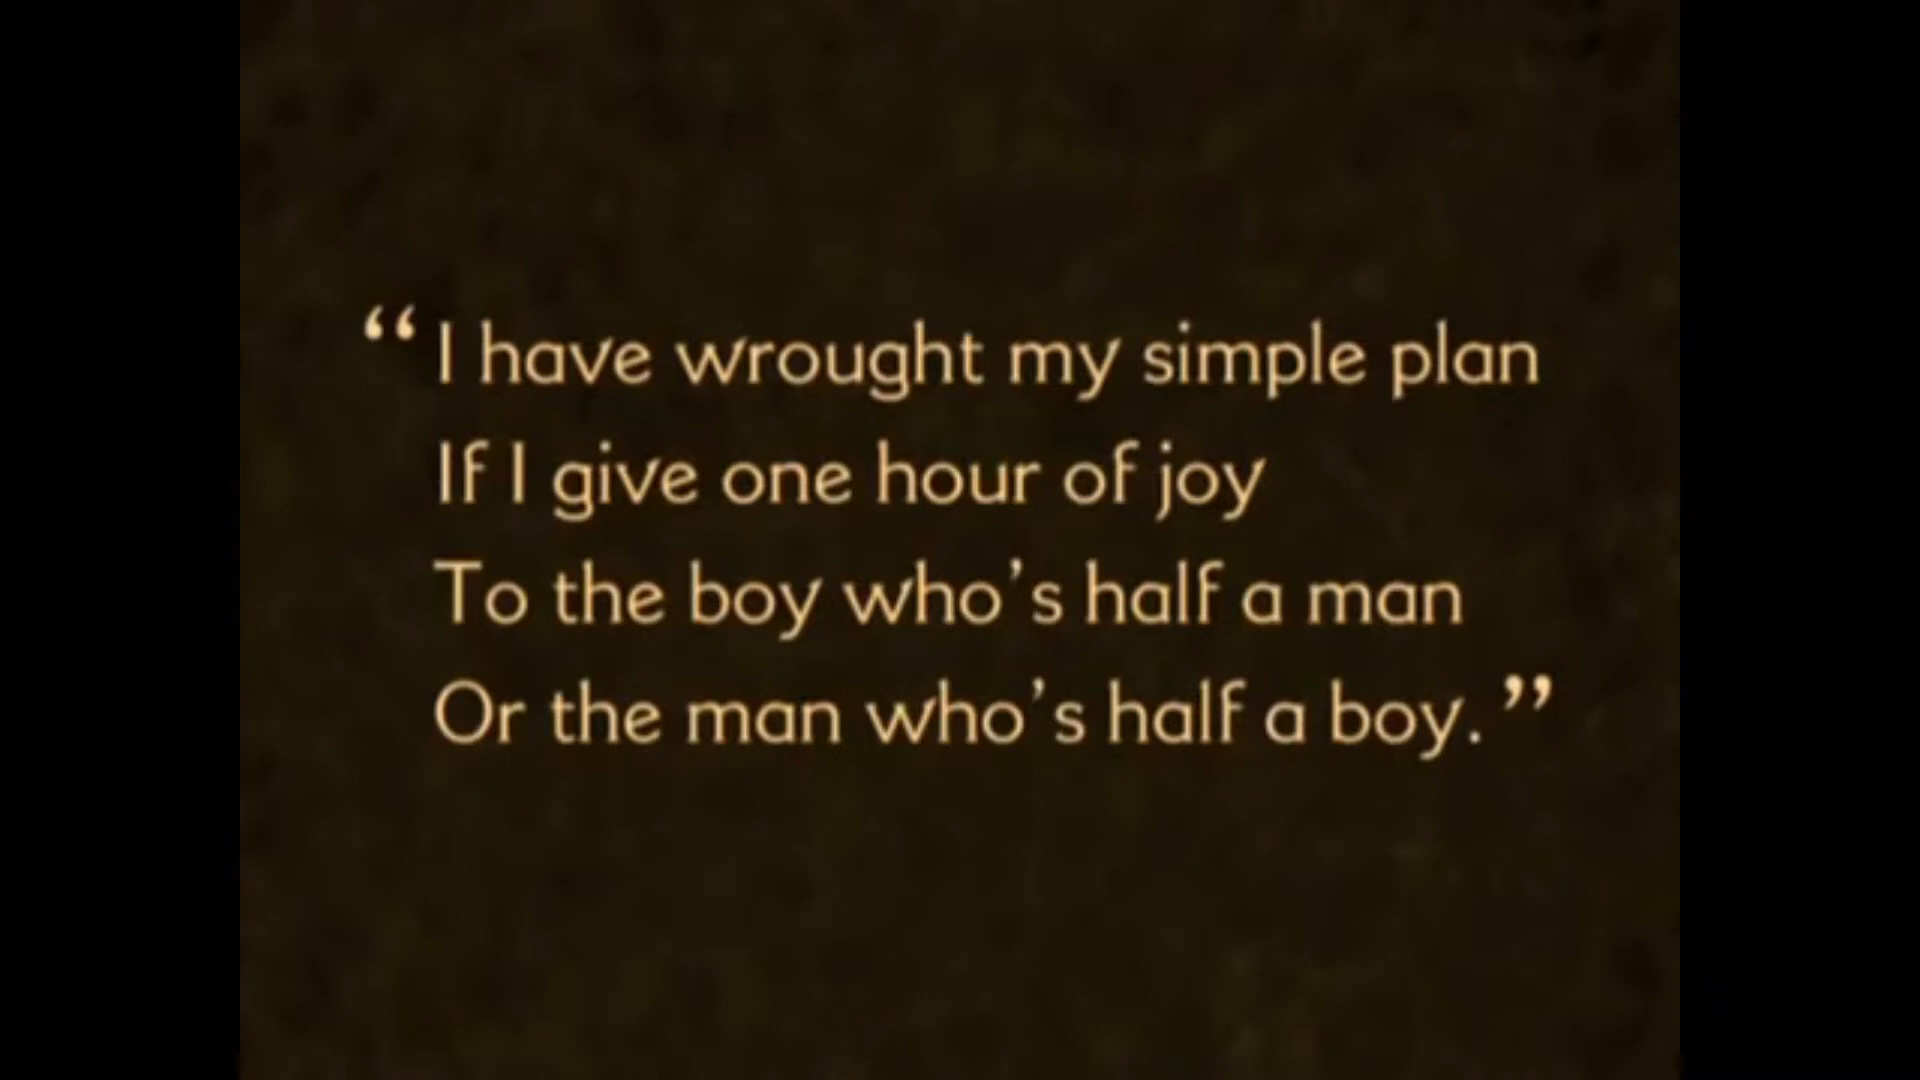 “I have wrought my simple plan
If I give one hour of joy
To the boy who’s half a man
Or the man who’s half a boy.”